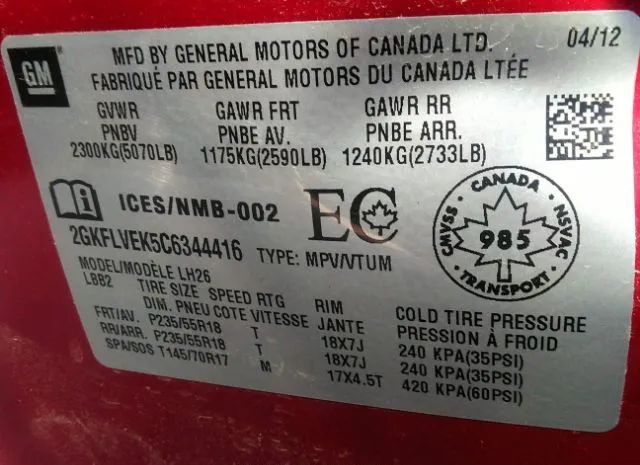 GM
MFD BY GENERAL MOTORS OF CANADA LTD. 04/12
FABRIQUÉ PAR GENERAL MOTORS DU CANADA LTÉE
GVWR GAWR FRT GAWR RR
PNBV PNBE AV. PNBE ARR.
2300KG(5070LB) 1175KG(2590LB) 1240KG(2733LB)
ICES/NMB-002 EC
CANADA
CMVSS 985 NSVAC
TRANSPORT
2GKFLVEK5C6344416 TYPE: MPV/VTUM
MODEL/MODÈLE LH26
LBB2 TIRE SIZE SPEED RTG RIM COLD TIRE PRESSURE
DIM. PNEU COTE VITESSE JANTE PRESSION À FROID
FRT/AV. P235/55R18 T 18X7J 240 KPA(35PSI)
RR/ARR. P235/55R18 T 18X7J 240 KPA(35PSI)
SPA/SOS T145/70R17 M 17X4.5T 420 KPA(60PSI)